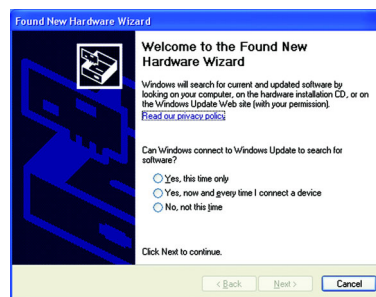 Found New Hardware Wizard
Welcome to the Found New
Hardware Wizard
Windows will search for current and updated software by
looking on your computer, on the hardware installation CD, or on
the Windows Update Web site (with your permission).
Read our privacy policy
Can Windows connect to Windows Update to search for
software?
Yes, this time only
Yes, now and every time I connect a device
No, not this time
Click Next to continue.
< Back
Next >
Cancel